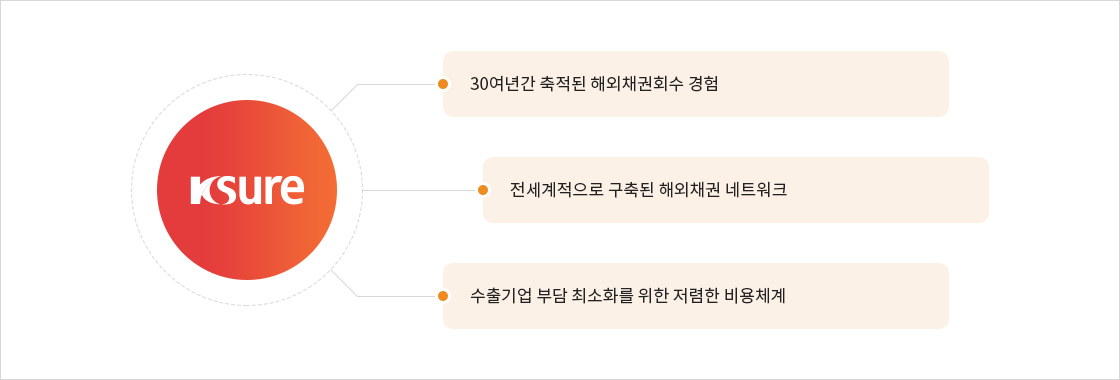 ksure
30여년간 축적된 해외채권회수 경험
전세계적으로 구축된 해외채권 네트워크
수출기업 부담 최소화를 위한 저렴한 비용체계